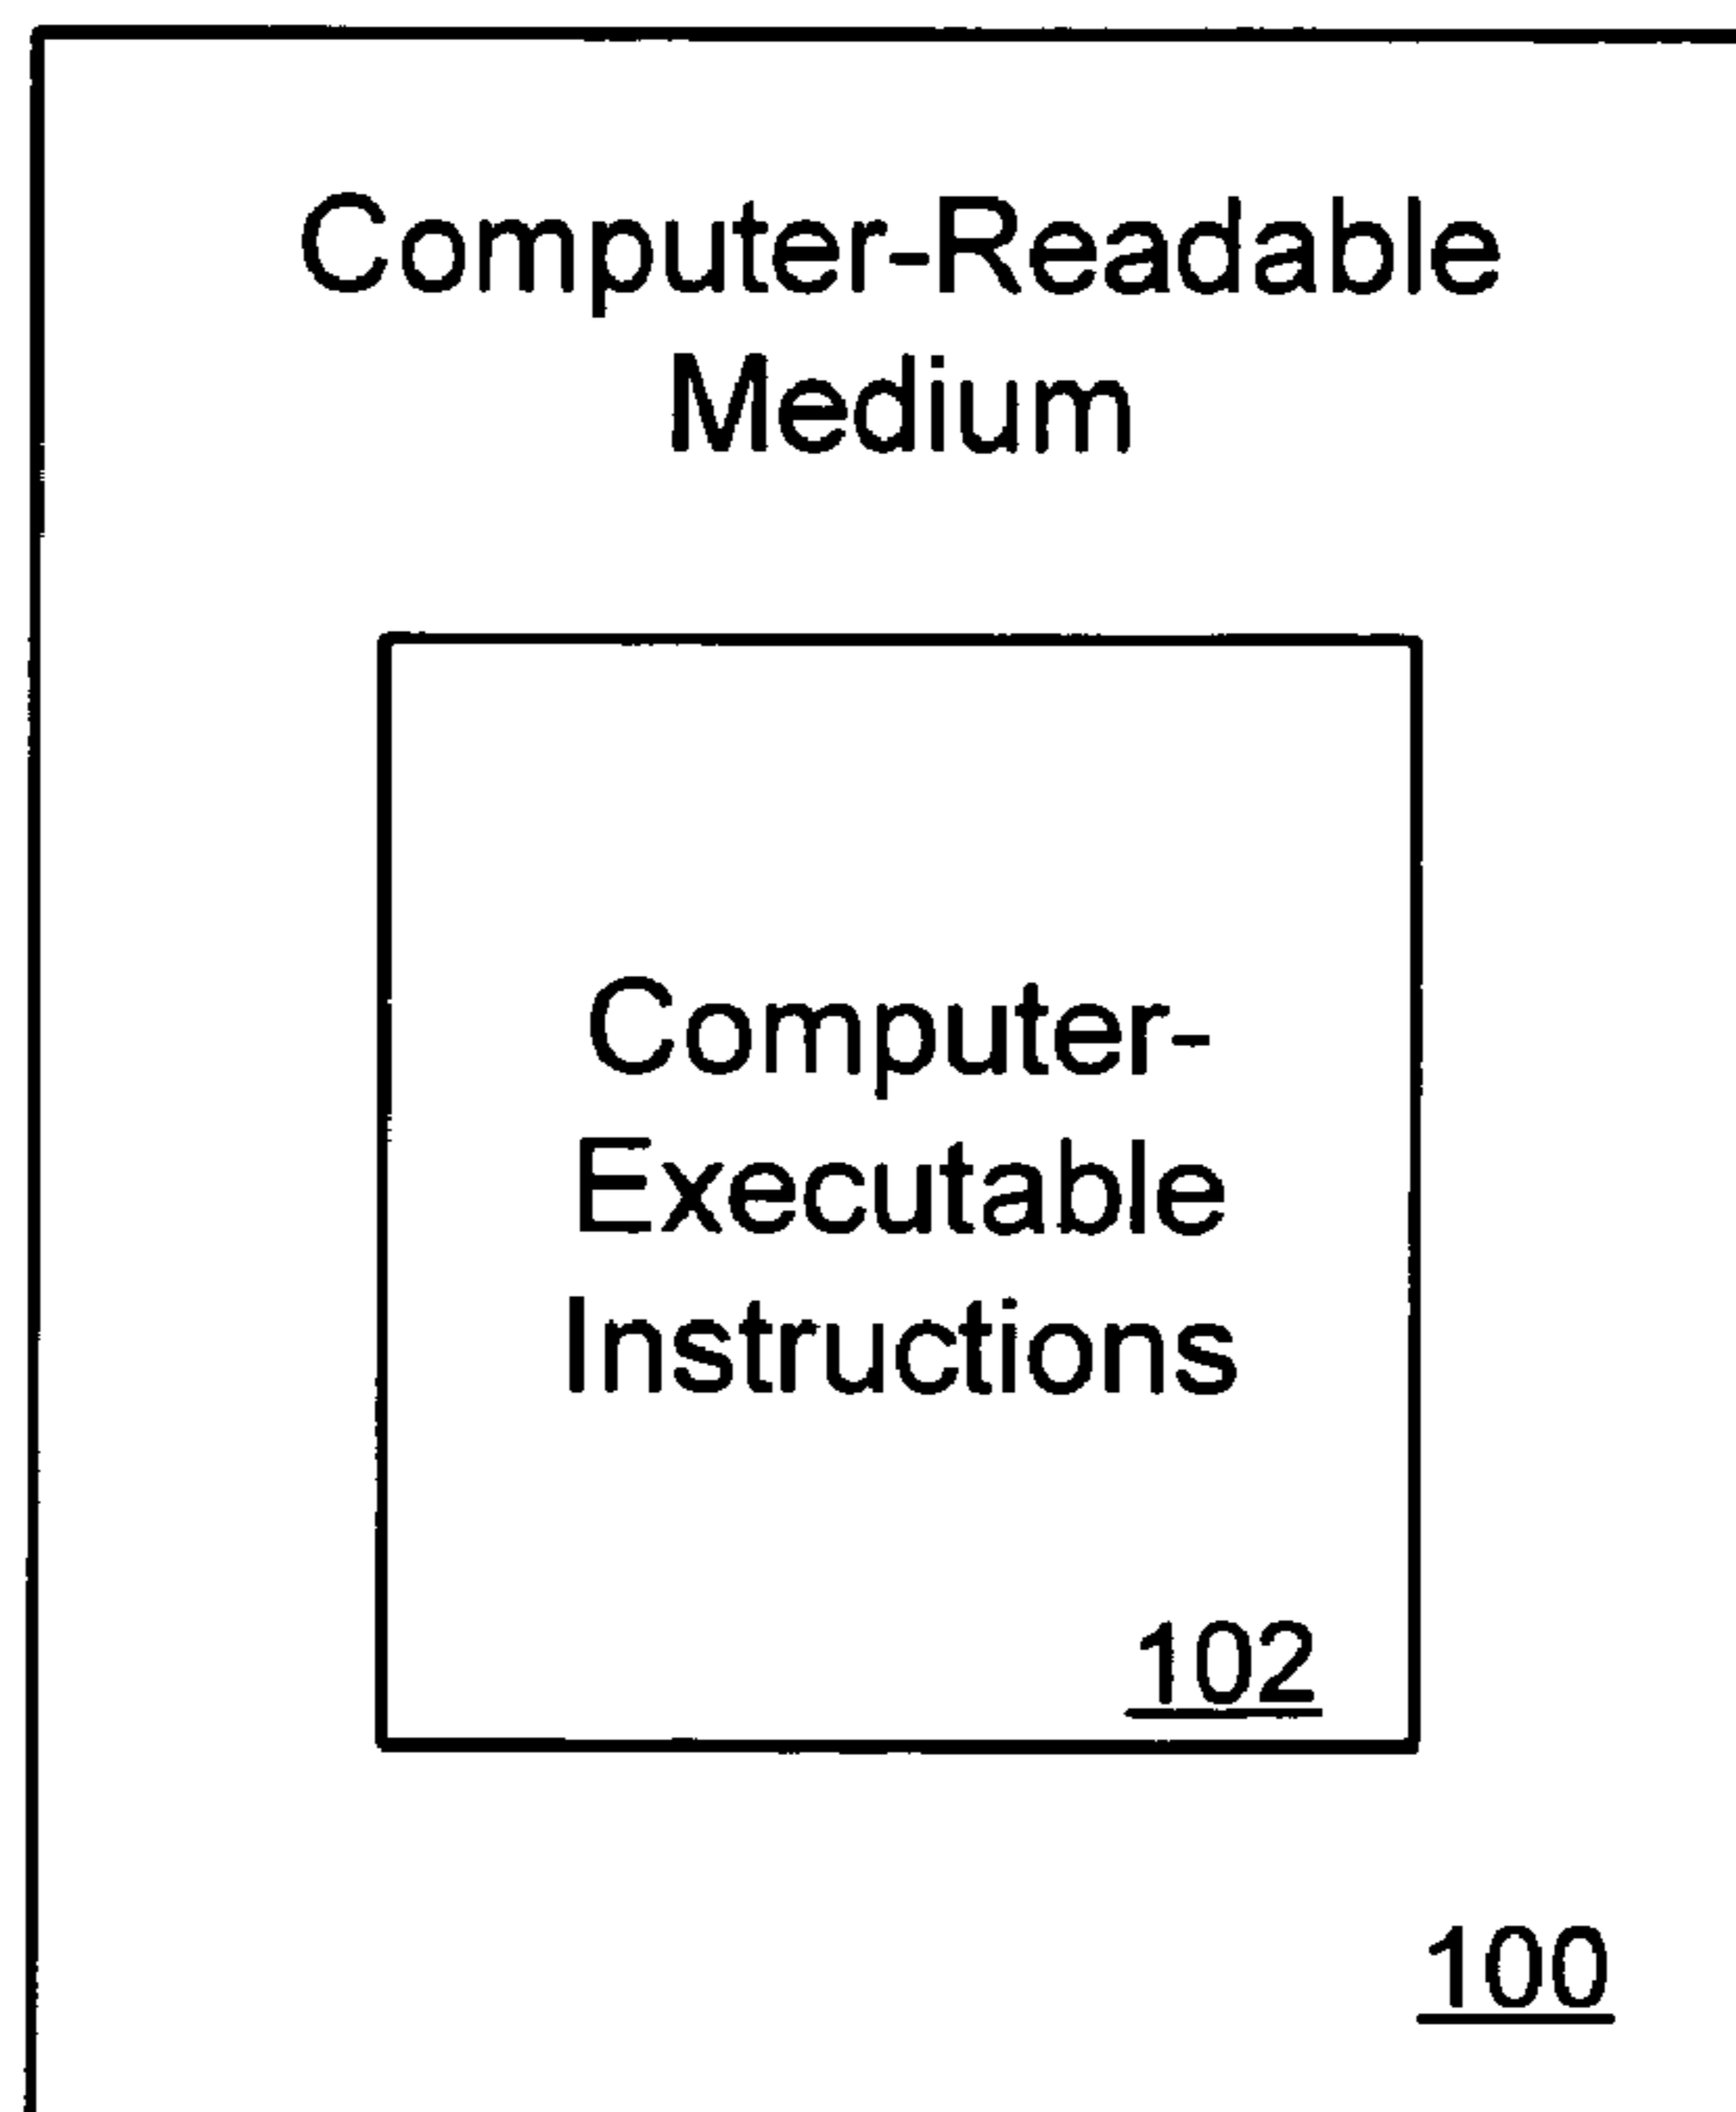 Computer-Readable
Medium
Computer-
Executable
Instructions
102
100